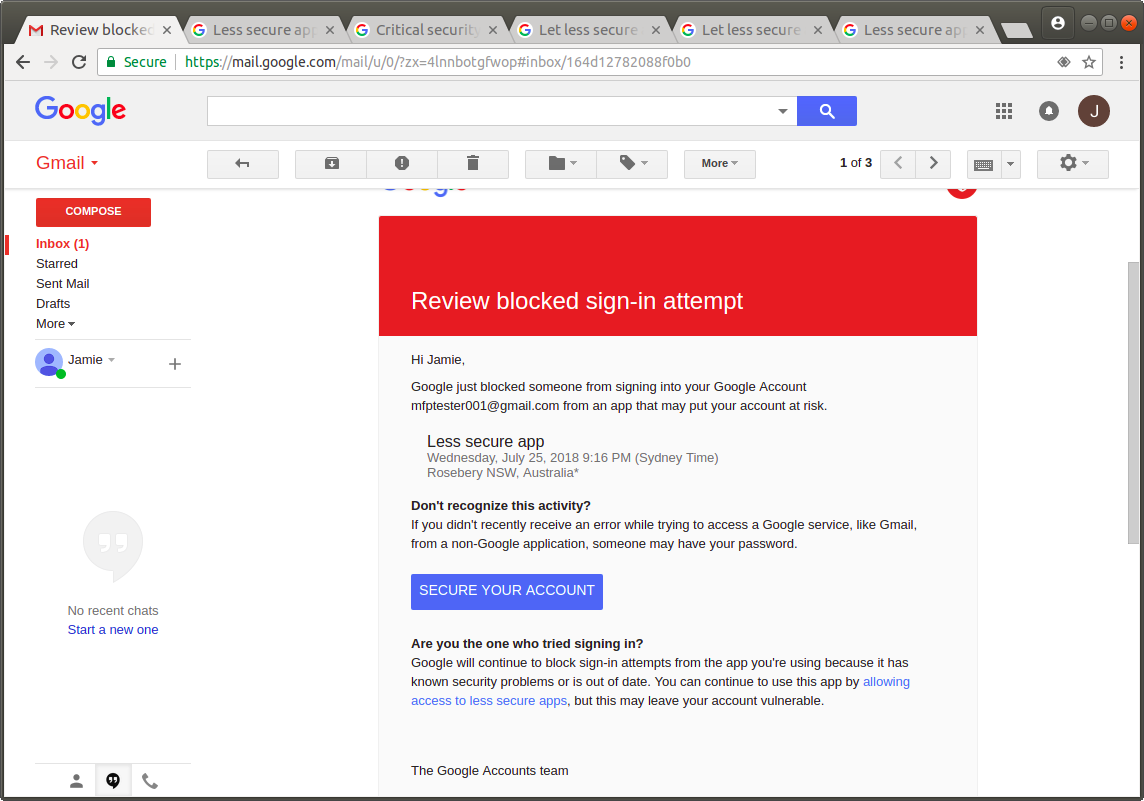 Review blocked
Less secure app
Critical security
Let less secure
Let less secure
Less secure app
Secure
https://mail.google.com/mail/u/0/?zx=4lnnbotgfwop#inbox/164d12782088f0b0
Google
J
Gmail
More
1 of 3
COMPOSE
Inbox (1)
Starred
Sent Mail
Drafts
More
Jamie
No recent chats
Start a new one
Review blocked sign-in attempt
Hi Jamie,
Google just blocked someone from signing into your Google Account
mfptester001@gmail.com from an app that may put your account at risk.
Less secure app
Wednesday, July 25, 2018 9:16 PM (Sydney Time)
Rosebery NSW, Australia*
Don't recognize this activity?
If you didn't recently receive an error while trying to access a Google service, like Gmail,
from a non-Google application, someone may have your password.
SECURE YOUR ACCOUNT
Are you the one who tried signing in?
Google will continue to block sign-in attempts from the app you're using because it has
known security problems or is out of date. You can continue to use this app by allowing
access to less secure apps, but this may leave your account vulnerable.
The Google Accounts team